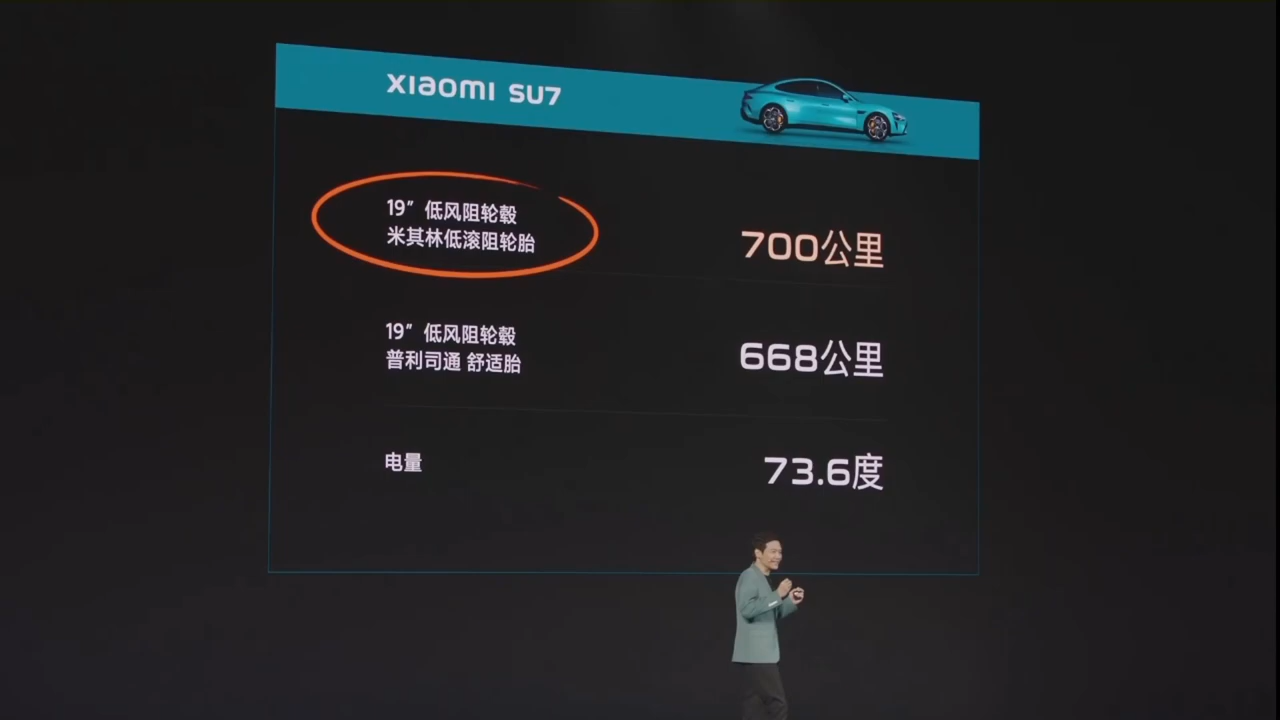 xiaomi SU7
19” 低风阻轮毂
米其林低滚阻轮胎
700公里
19” 低风阻轮毂
普利司通 舒适胎
668公里
电量
73.6度